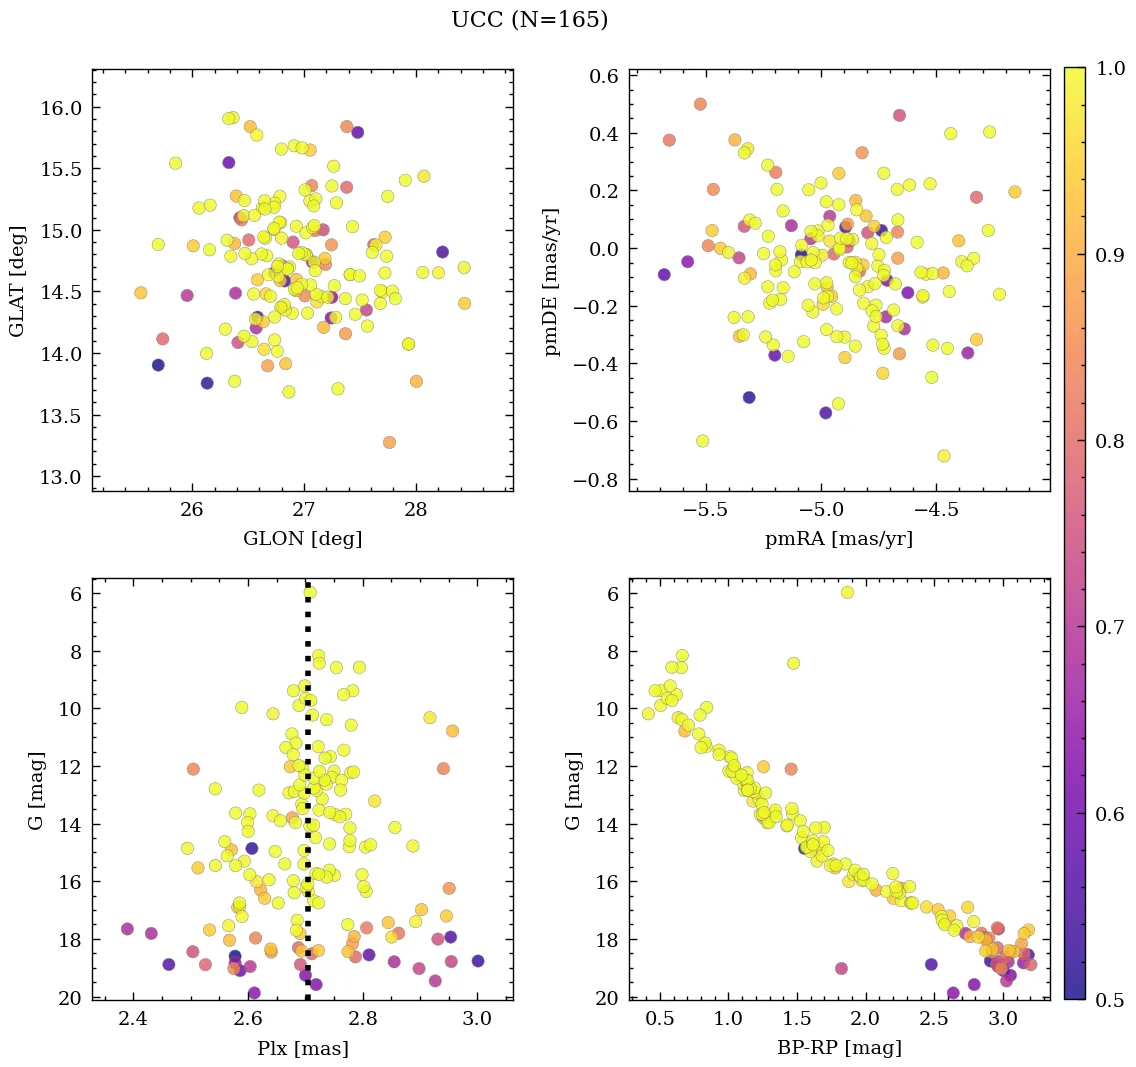 UCC (N=165)
16.0
15.5
15.0
14.5
14.0
13.5
13.0
GLAT [deg]
26 27 28
GLON [deg]
0.6
0.4
0.2
0.0
−0.2
−0.4
−0.6
−0.8
pmDE [mas/yr]
−5.5 −5.0 −4.5
pmRA [mas/yr]
6
8
10
12
14
16
18
20
G [mag]
2.4 2.6 2.8 3.0
Plx [mas]
6
8
10
12
14
16
18
20
G [mag]
0.5 1.0 1.5 2.0 2.5 3.0
BP-RP [mag]
1.0
0.9
0.8
0.7
0.6
0.5